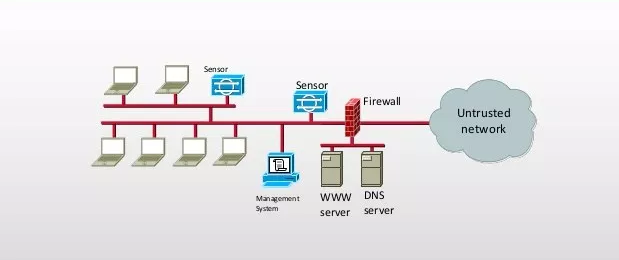 Sensor
Sensor
Firewall
Untrusted
network
Management
System
WWW
server
DNS
server